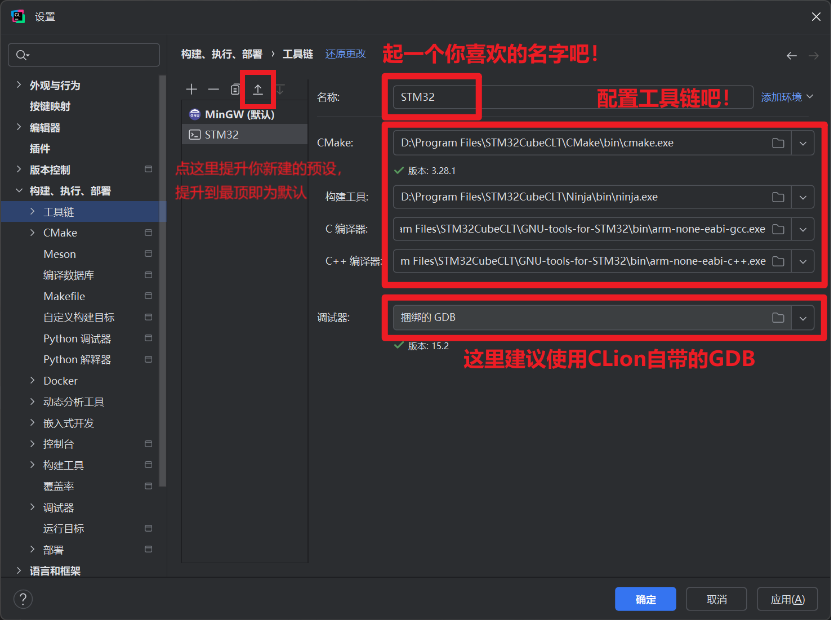 设置
构建、执行、部署 › 工具链 还原更改
起一个你喜欢的名字吧！
外观与行为
按键映射
编辑器
插件
版本控制
构建、执行、部署
工具链
CMake
Meson
编译数据库
Makefile
自定义构建目标
Python 调试器
Python 解释器
Docker
动态分析工具
嵌入式开发
控制台
构建工具
覆盖率
调试器
运行目标
部署
语言和框架
MinGW (默认)
STM32
点这里提升你新建的预设，
提升到最顶即为默认
名称:
STM32
配置工具链吧！
添加环境
CMake:
D:\Program Files\STM32CubeCLT\CMake\bin\cmake.exe
版本: 3.28.1
构建工具:
D:\Program Files\STM32CubeCLT\Ninja\bin\ninja.exe
C 编译器:
am Files\STM32CubeCLT\GNU-tools-for-STM32\bin\arm-none-eabi-gcc.exe
C++ 编译器:
m Files\STM32CubeCLT\GNU-tools-for-STM32\bin\arm-none-eabi-c++.exe
调试器:
捆绑的 GDB
版本: 15.2
这里建议使用CLion自带的GDB
?
确定
取消
应用(A)